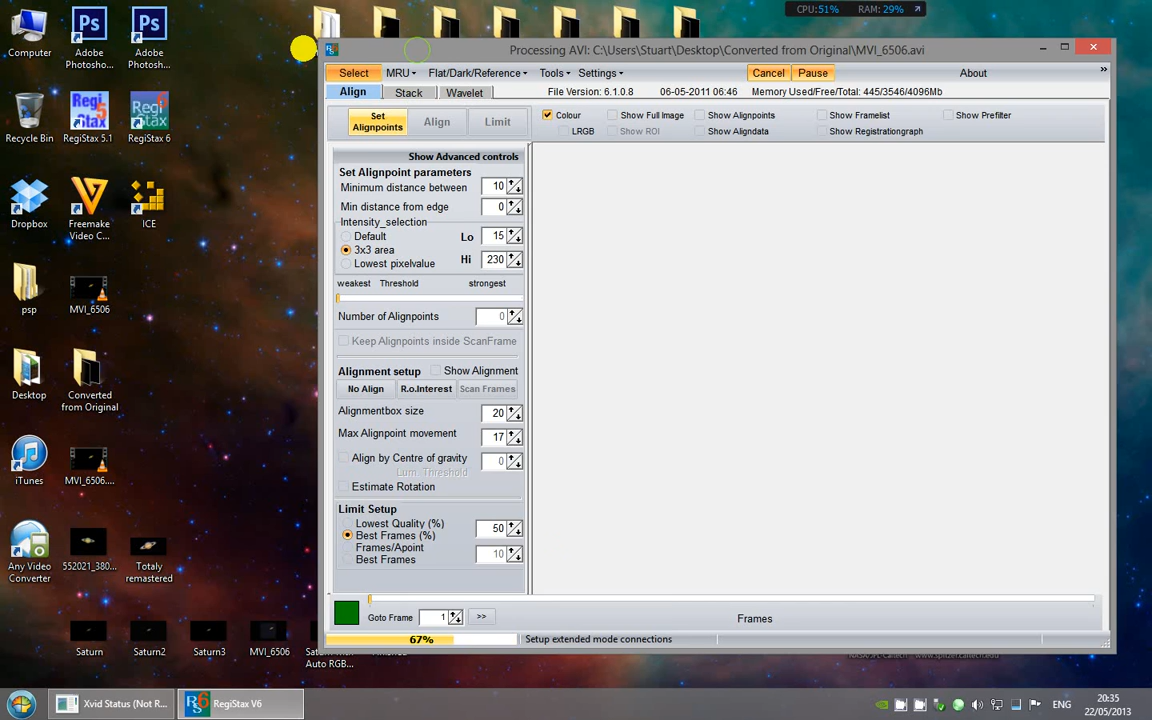 CPU:51% RAM: 29%
Computer
Adobe Photosho...
Adobe Photosh...
Recycle Bin
RegiStax 5.1
RegiStax 6
Dropbox
Freemake Video C...
ICE
psp
MVI_6506
Desktop
Converted from Original
iTunes
MVI_6506....
Any Video Converter
552021_380...
Totaly remastered
Saturn
Saturn2
Saturn3
MVI_6506
Auto RGB...
Processing AVI: C:\Users\Stuart\Desktop\Converted from Original\MVI_6506.avi
Select MRU Flat/Dark/Reference Tools Settings Cancel Pause About
Align Stack Wavelet File Version: 6.1.0.8 06-05-2011 06:46 Memory Used/Free/Total: 445/3546/4096Mb
Set Alignpoints Align Limit
Colour Show Full Image Show Alignpoints Show Framelist Show Prefilter
LRGB Show ROI Show Aligndata Show Registrationgraph
Show Advanced controls
Set Alignpoint parameters
Minimum distance between 10
Min distance from edge 0
Intensity_selection
Default Lo 15
3x3 area
Lowest pixelvalue Hi 230
weakest Threshold strongest
Number of Alignpoints 0
Keep Alignpoints inside ScanFrame
Alignment setup Show Alignment
No Align R.o.Interest Scan Frames
Alignmentbox size 20
Max Alignpoint movement 17
Align by Centre of gravity 0
Lum. Threshold
Estimate Rotation
Limit Setup
Lowest Quality (%)
Best Frames (%) 50
Frames/Apoint
Best Frames 10
Goto Frame 1 >> Frames
67% Setup extended mode connections
Xvid Status (Not R...
RegiStax V6
ENG
20:35
22/05/2013